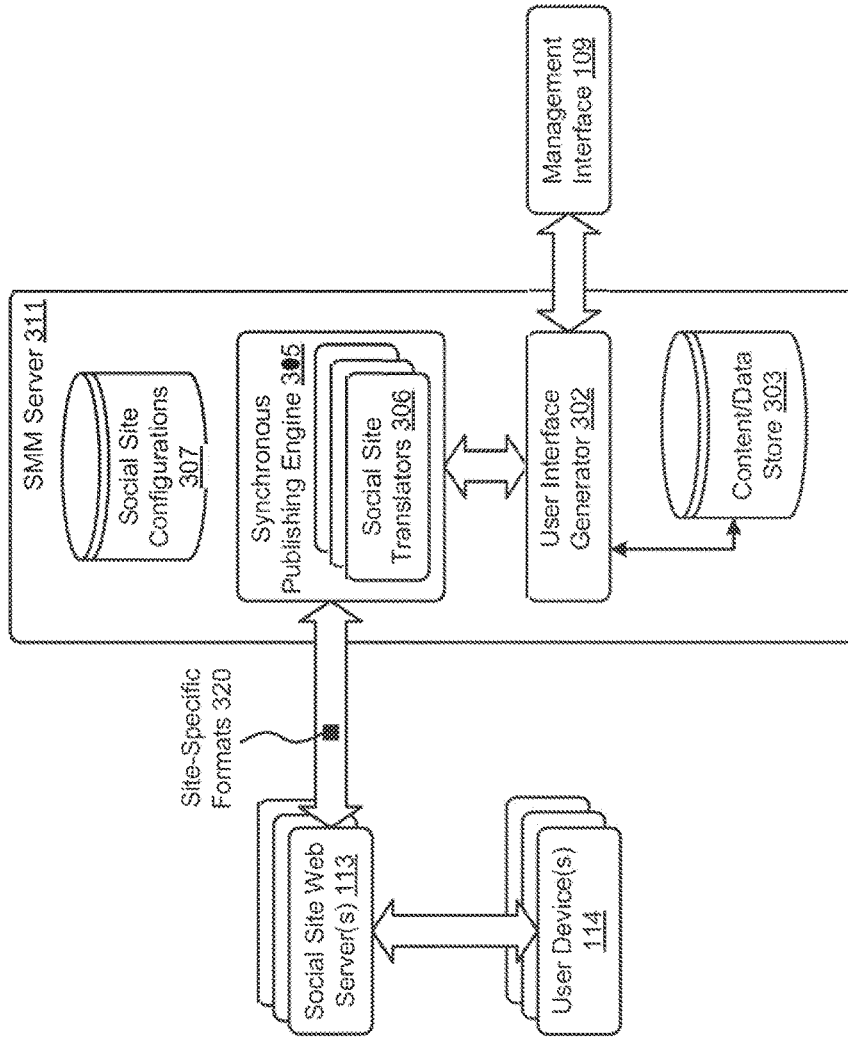 SMM Server 311
Social Site
Configurations
307
Site-Specific
Formats 320
Synchronous
Publishing Engine
Social Site
Translators 306
Social Site Web
Server(s) 113
User Device(s)
114
User Interface
Generator 302
Management
Interface 109
Content/Data
Store 303